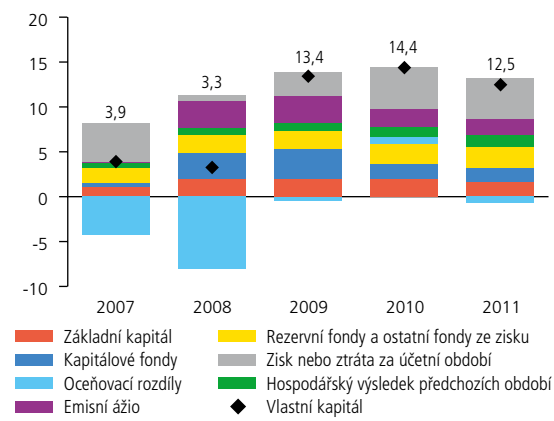 20
15
10
5
0
-5
-10
3,9
3,3
13,4
14,4
12,5
2007 2008 2009 2010 2011
Základní kapitál
Kapitálové fondy
Oceňovací rozdíly
Emisní ážio
Rezervní fondy a ostatní fondy ze zisku
Zisk nebo ztráta za účetní období
Hospodářský výsledek předchozích období
Vlastní kapitál